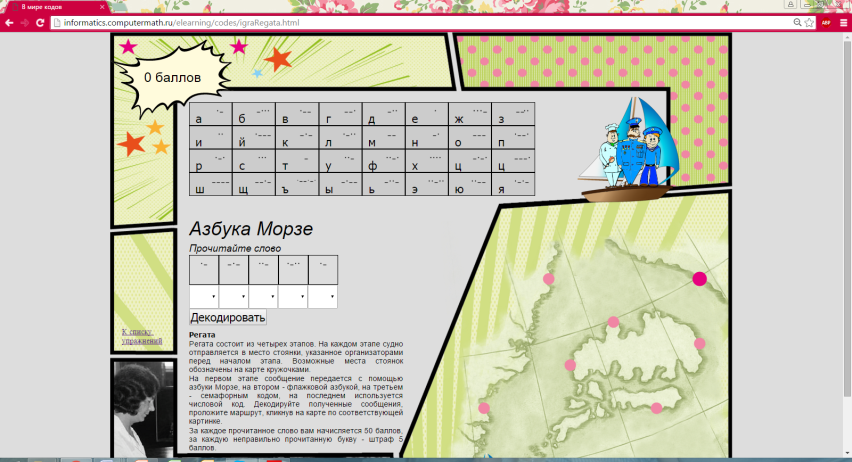 В мире кодов
informatics.computermath.ru/elearning/codes/igraRegata.html
ABP
0 баллов
а ·– б –··· в ·–– г ––· д –·· е · ж ···– з ––··
и ·· й ·––– к –·– л ·–·· м –– н –· о ––– п ·––·
р ·–· с ··· т – у ··– ф ··–· х ···· ц –·–· ц –––·
ш –––– щ ––·– ъ ·––·–· ы –·–– ь –··– э ··–·· ю ··–– я ·–·–
Азбука Морзе
Прочитайте слово
·– –·– ·· ·–·· ·–
Декодировать
Регата
Регата состоит из четырех этапов. На каждом этапе судно
отправляется в место стоянки, указанное организаторами
перед началом этапа. Возможные места стоянок
обозначены на карте кружочками.
На первом этапе сообщение передается с помощью
азбуки Морзе, на втором - флажковой азбукой, на третьем
- семафорным кодом, на последнем используется
числовой код. Декодируйте полученные сообщения,
проложите маршрут, кликнув на карте по соответствующей
картинке.
За каждое прочитанное слово вам начисляется 50 баллов,
за каждую неправильно прочитанную букву - штраф 5
баллов.
К списку
упражнений